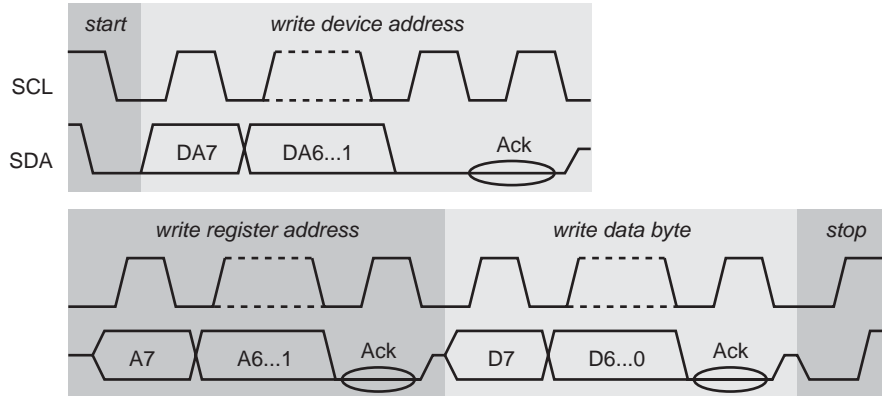 start write device address
SCL
SDA DA7 DA6...1 Ack
write register address write data byte stop
A7 A6...1 Ack D7 D6...0 Ack